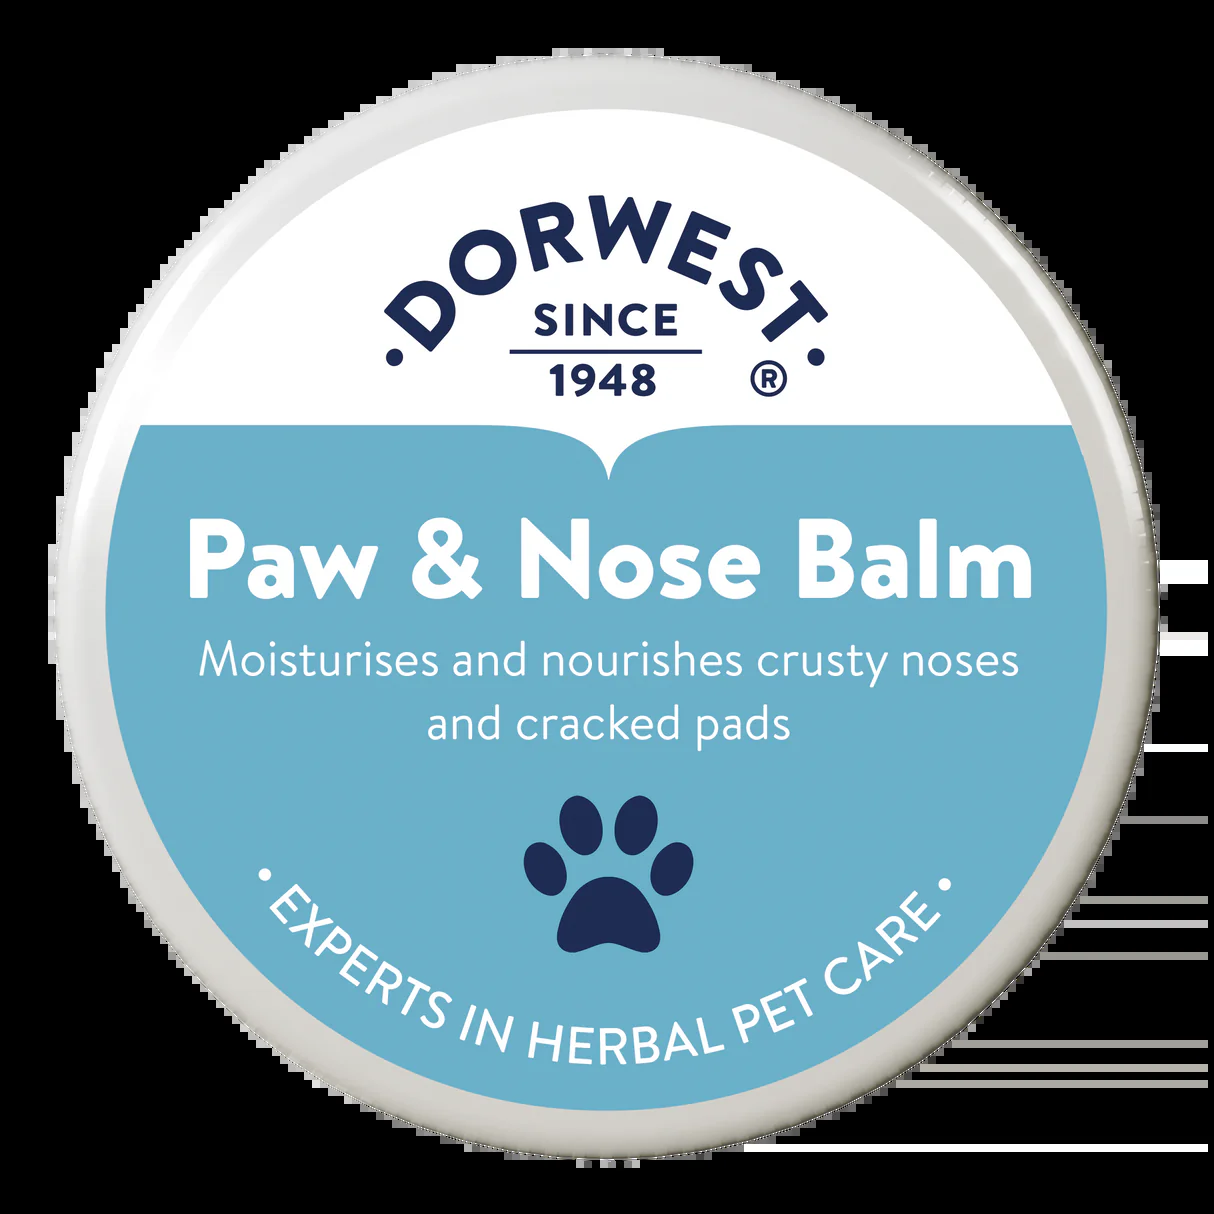 • DORWEST •
SINCE
1948 ®
Paw & Nose Balm
Moisturises and nourishes crusty noses
and cracked pads
• EXPERTS IN HERBAL PET CARE •